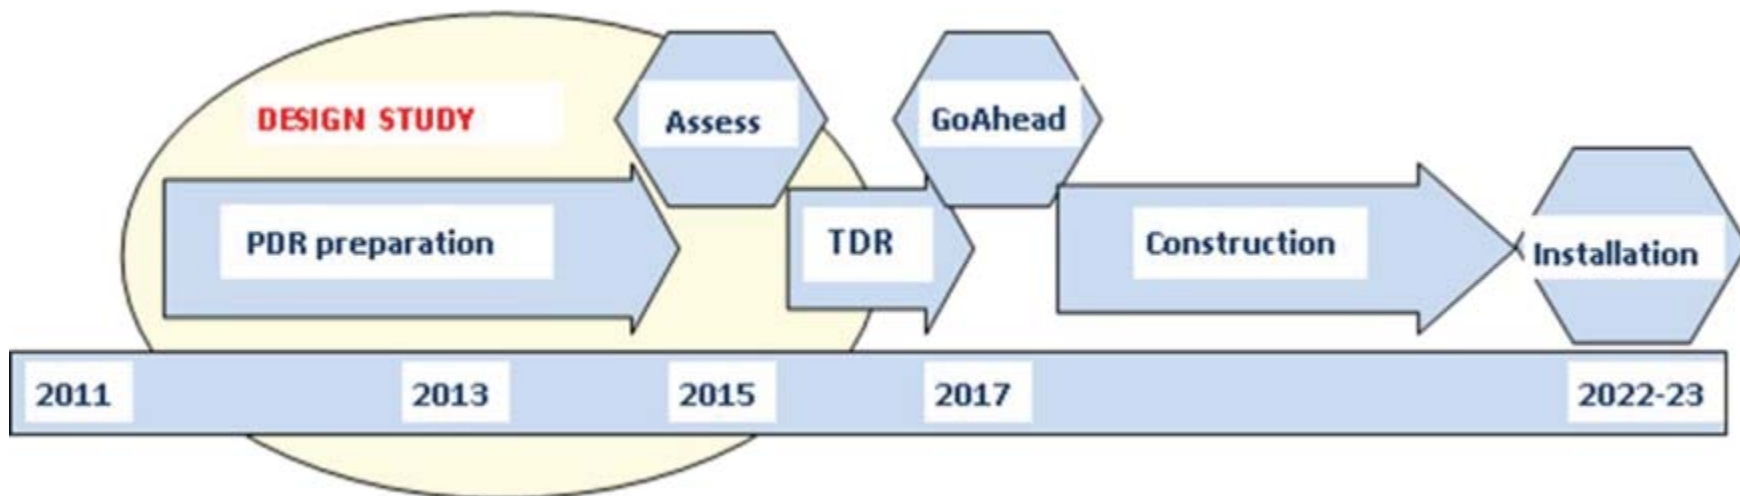 DESIGN STUDY
Assess
GoAhead
PDR preparation
TDR
Construction
Installation
2011
2013
2015
2017
2022-23